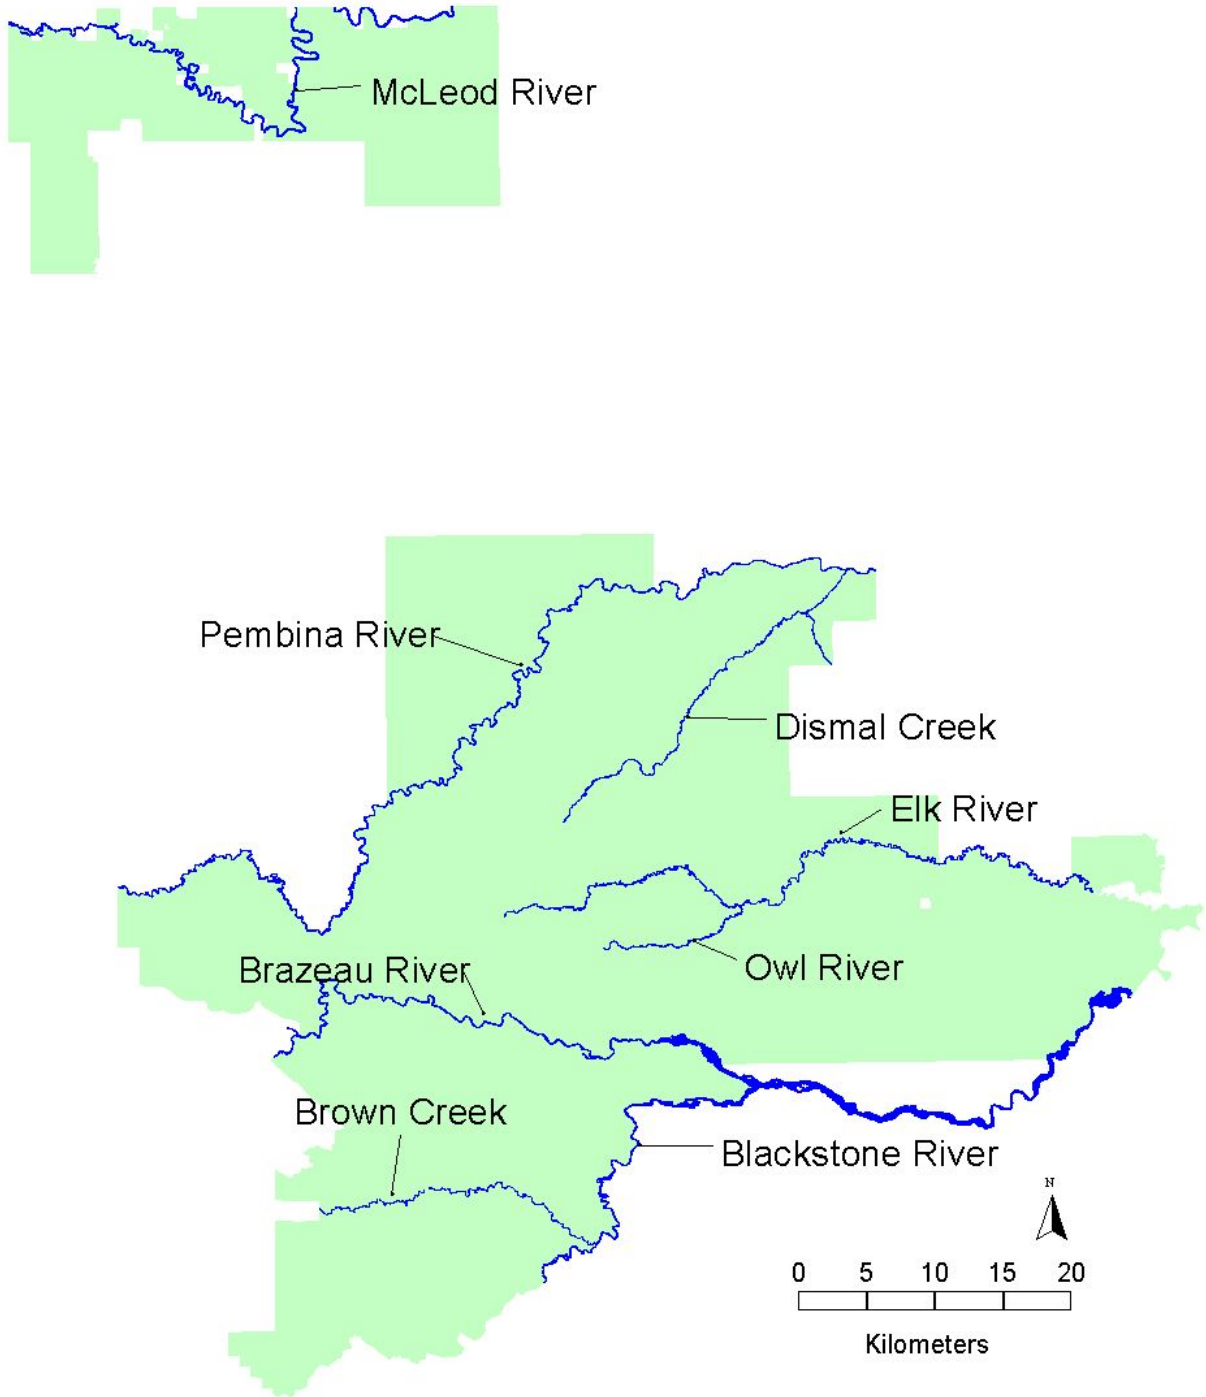 McLeod River
Pembina River
Dismal Creek
Elk River
Owl River
Brazeau River
Brown Creek
Blackstone River
N
0 5 10 15 20
Kilometers